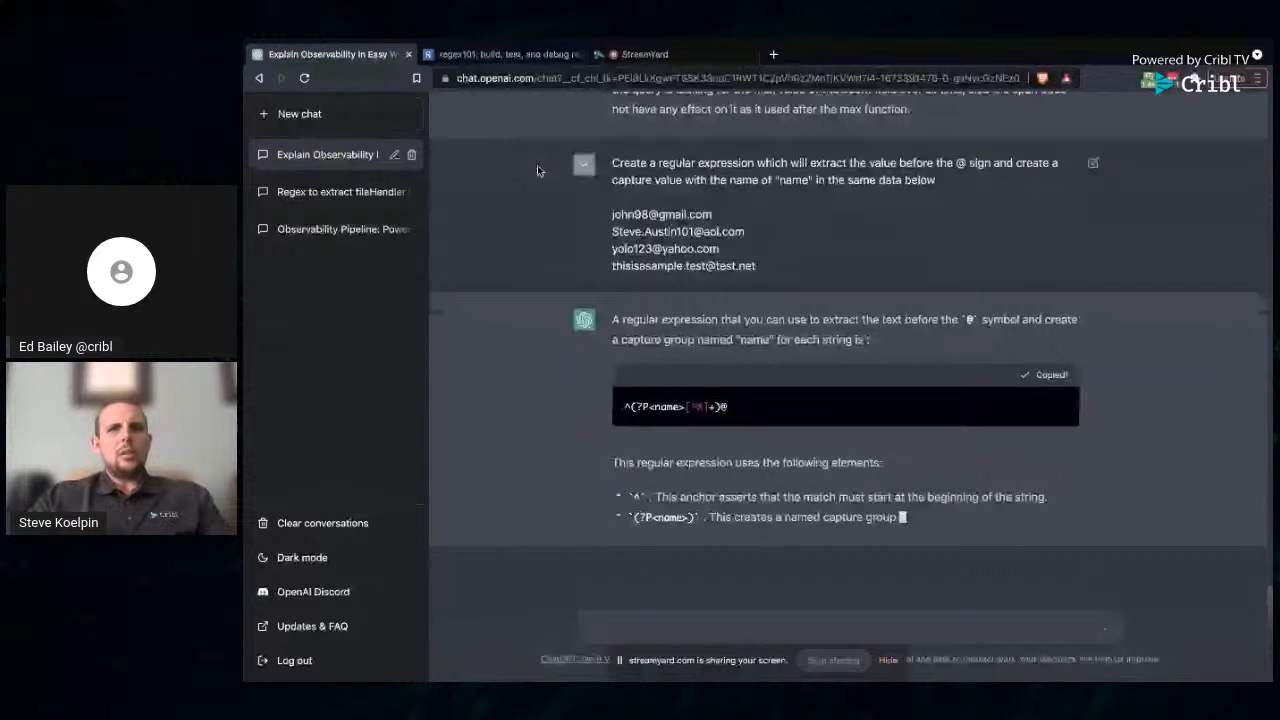 Explain Observability in Easy W
regex101: build, test, and debug re
StreamYard
Powered by Cribl TV
Cribl
chat.openai.com
New chat
Explain Observability I
Regex to extract fileHandler
Observability Pipeline: Power
not have any effect on it as it used after the max function.
Create a regular expression which will extract the value before the @ sign and create a
capture value with the name of "name" in the same data below
john98@gmail.com
Steve.Austin101@aol.com
yolo123@yahoo.com
thisisasample.test@test.net
A regular expression that you can use to extract the text before the `@` symbol and create
a capture group named "name" for each string is :
Copied!
^(?P<name>[^@]+)@
This regular expression uses the following elements:
- `^`. This anchor asserts that the match must start at the beginning of the string.
- `(?P<name>)`. This creates a named capture group
Ed Bailey @cribl
Steve Koelpin
Cribl
Clear conversations
Dark mode
OpenAI Discord
Updates & FAQ
Log out
streamyard.com is sharing your screen.
Stop sharing
Hide